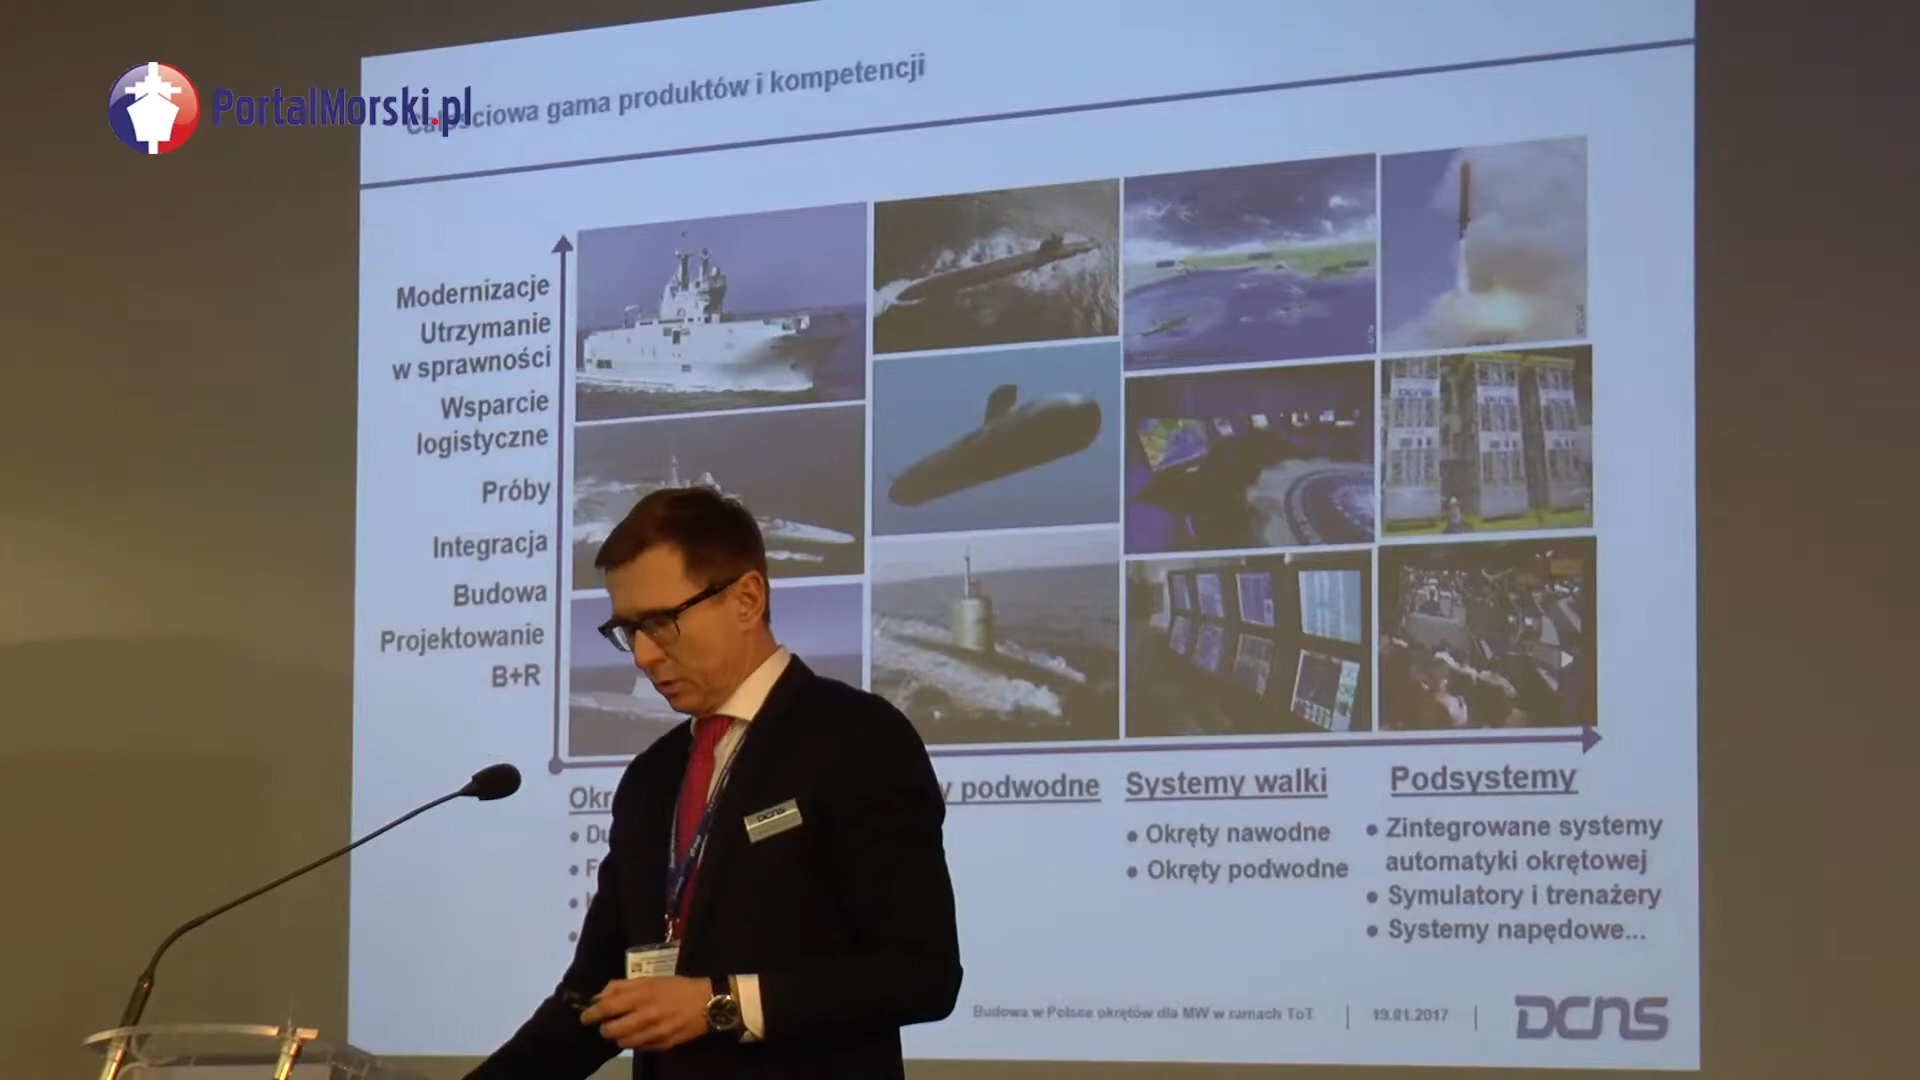 PortalMorski.pl
gama produktów i kompetencji
Modernizacje
Utrzymanie
w sprawności
Wsparcie
logistyczne
Próby
Integracja
Budowa
Projektowanie
B+R
DCNS
podwodne
Systemy walki
• Okręty nawodne
• Okręty podwodne
Podsystemy
• Zintegrowane systemy
automatyki okrętowej
• Symulatory i trenażery
• Systemy napędowe...
DCNS
Budowa w Polsce okrętów dla MW w ramach ToT | 19.01.2017 |
DCNS